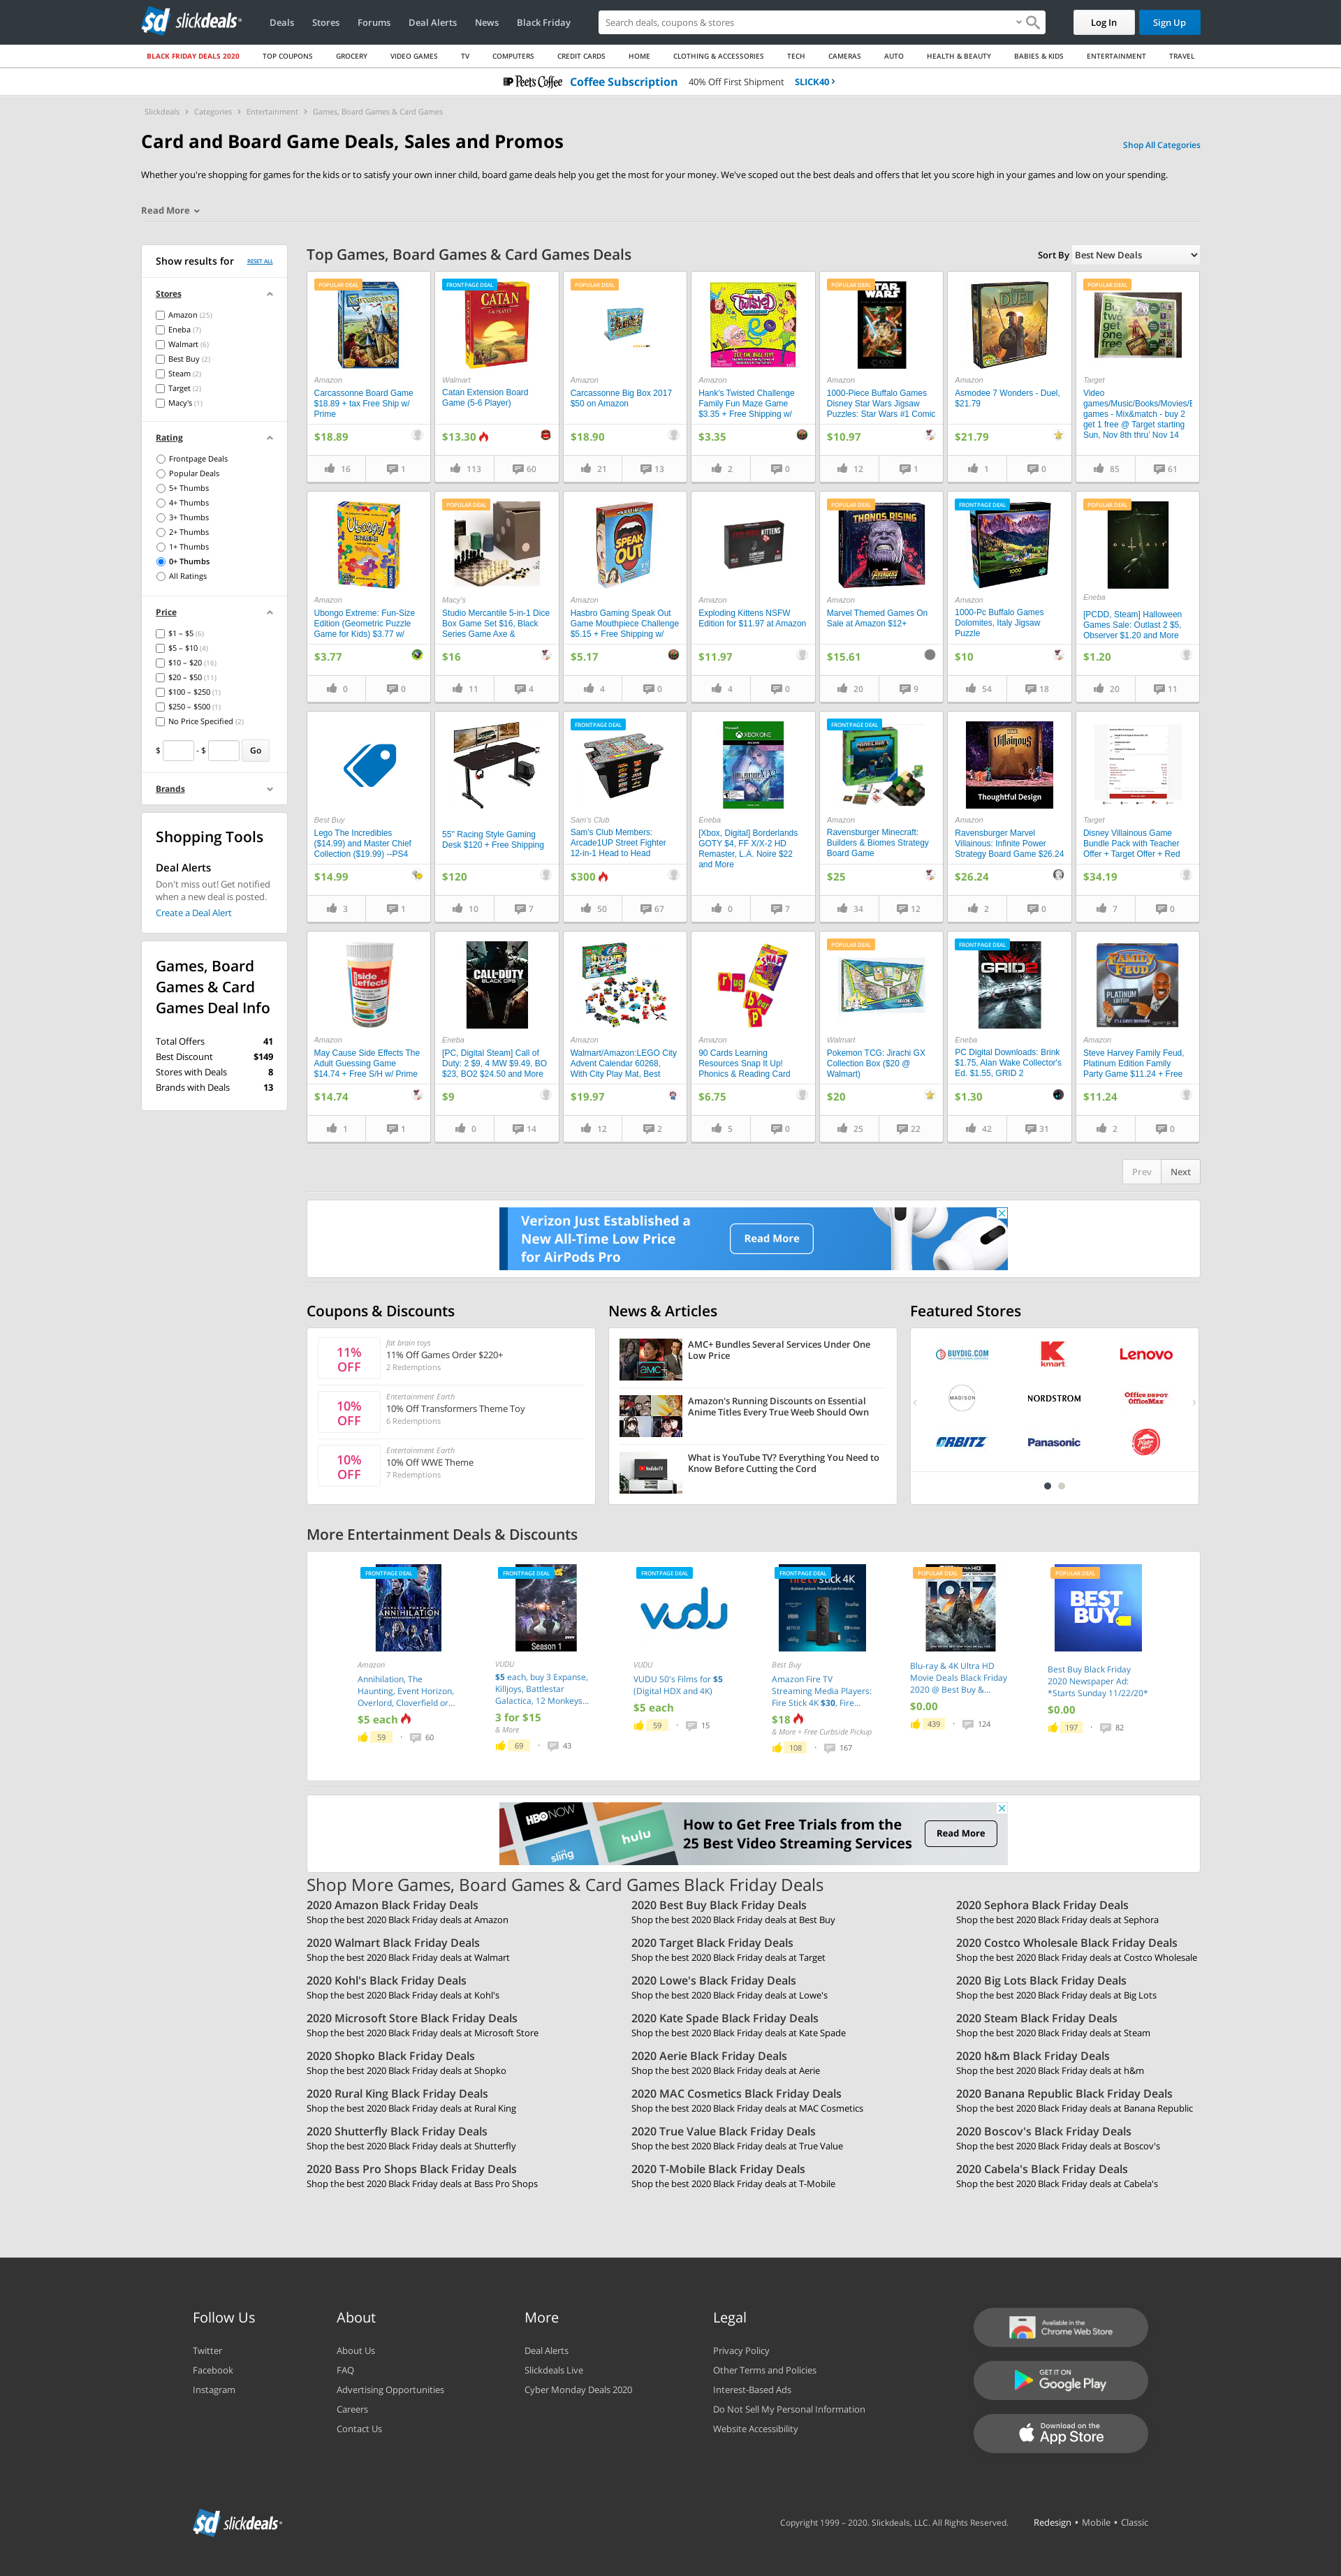 slickdeals
Deals
Stores
Forums
Deal Alerts
News
Black Friday
Search deals, coupons & stores
Log In
Sign Up
BLACK FRIDAY DEALS 2020
TOP COUPONS
GROCERY
VIDEO GAMES
TV
COMPUTERS
CREDIT CARDS
HOME
CLOTHING & ACCESSORIES
TECH
CAMERAS
AUTO
HEALTH & BEAUTY
BABIES & KIDS
ENTERTAINMENT
TRAVEL
Peet's Coffee Coffee Subscription 40% Off First Shipment SLICK40
Slickdeals > Categories > Entertainment > Games, Board Games & Card Games
Card and Board Game Deals, Sales and Promos
Shop All Categories
Whether you're shopping for games for the kids or to satisfy your own inner child, board game deals help you get the most for your money. We've scoped out the best deals and offers that let you score high in your games and low on your spending.
Read More
Show results for RESET ALL
Stores
Amazon (25)
Eneba (7)
Walmart (6)
Best Buy (2)
Steam (2)
Target (2)
Macy's (1)
Rating
Frontpage Deals
Popular Deals
5+ Thumbs
4+ Thumbs
3+ Thumbs
2+ Thumbs
1+ Thumbs
0+ Thumbs
All Ratings
Price
$1 – $5 (6)
$5 – $10 (4)
$10 – $20 (16)
$20 – $50 (11)
$100 – $250 (1)
$250 – $500 (1)
No Price Specified (2)
$ - $ Go
Brands
Shopping Tools
Deal Alerts
Don't miss out! Get notified
when a new deal is posted.
Create a Deal Alert
Games, Board
Games & Card
Games Deal Info
Total Offers 41
Best Discount $149
Stores with Deals 8
Brands with Deals 13
Top Games, Board Games & Card Games Deals
Sort By Best New Deals
POPULAR DEAL
Amazon
Carcassonne Board Game
$18.89 + tax Free Ship w/
Prime
$18.89
16 1
FRONTPAGE DEAL
CATAN
Walmart
Catan Extension Board
Game (5-6 Player)
$13.30
113 60
POPULAR DEAL
Amazon
Carcassonne Big Box 2017
$50 on Amazon
$18.90
21 13
Twisted
Amazon
Hank's Twisted Challenge
Family Fun Maze Game
$3.35 + Free Shipping w/
$3.35
2 0
POPULAR DEAL
STAR WARS
Amazon
1000-Piece Buffalo Games
Disney Star Wars Jigsaw
Puzzles: Star Wars #1 Comic
$10.97
12 1
DUEL
Amazon
Asmodee 7 Wonders - Duel,
$21.79
$21.79
1 0
POPULAR DEAL
Buy two get one free
Target
Video
games/Music/Books/Movies/E
games - Mix&match - buy 2
get 1 free @ Target starting
Sun, Nov 8th thru' Nov 14
85 61
Ubongo!
Amazon
Ubongo Extreme: Fun-Size
Edition (Geometric Puzzle
Game for Kids) $3.77 w/
$3.77
0 0
POPULAR DEAL
Macy's
Studio Mercantile 5-in-1 Dice
Box Game Set $16, Black
Series Game Axe &
$16
11 4
SPEAK OUT
Amazon
Hasbro Gaming Speak Out
Game Mouthpiece Challenge
$5.15 + Free Shipping w/
$5.17
4 0
KITTENS
Amazon
Exploding Kittens NSFW
Edition for $11.97 at Amazon
$11.97
4 0
POPULAR DEAL
THANOS RISING
Amazon
Marvel Themed Games On
Sale at Amazon $12+
$15.61
20 9
FRONTPAGE DEAL
Amazon
1000-Pc Buffalo Games
Dolomites, Italy Jigsaw
Puzzle
$10
54 18
POPULAR DEAL
OUTLAST
Eneba
[PCDD, Steam] Halloween
Games Sale: Outlast 2 $5,
Observer $1.20 and More
$1.20
20 11
Best Buy
Lego The Incredibles
($14.99) and Master Chief
Collection ($19.99) --PS4
$14.99
3 1
55" Racing Style Gaming
Desk $120 + Free Shipping
$120
10 7
FRONTPAGE DEAL
Sam's Club
Sam's Club Members:
Arcade1UP Street Fighter
12-in-1 Head to Head
$300
50 67
XBOX ONE
Eneba
[Xbox, Digital] Borderlands
GOTY $4, FF X/X-2 HD
Remaster, L.A. Noire $22
and More
0 7
FRONTPAGE DEAL
MINECRAFT
Amazon
Ravensburger Minecraft:
Builders & Biomes Strategy
Board Game
$25
34 12
Villainous
Thoughtful Design
Amazon
Ravensburger Marvel
Villainous: Infinite Power
Strategy Board Game $26.24
$26.24
2 0
Target
Disney Villainous Game
Bundle Pack with Teacher
Offer + Target Offer + Red
$34.19
7 0
side effects
Amazon
May Cause Side Effects The
Adult Guessing Game
$14.74 + Free S/H w/ Prime
$14.74
1 1
CALL OF DUTY
BLACK OPS
Eneba
[PC, Digital Steam] Call of
Duty: 2 $9, 4 MW $9.49, BO
$23, BO2 $24.50 and More
$9
0 14
Amazon
Walmart/Amazon:LEGO City
Advent Calendar 60268,
With City Play Mat, Best
$19.97
12 2
SNAP
Amazon
90 Cards Learning
Resources Snap It Up!
Phonics & Reading Card
$6.75
5 0
POPULAR DEAL
Walmart
Pokemon TCG: Jirachi GX
Collection Box ($20 @
Walmart)
$20
25 22
FRONTPAGE DEAL
GRID 2
Eneba
PC Digital Downloads: Brink
$1.75, Alan Wake Collector's
Ed. $1.55, GRID 2
$1.30
42 31
FAMILY FEUD
PLATINUM EDITION
Amazon
Steve Harvey Family Feud,
Platinum Edition Family
Party Game $11.24 + Free
$11.24
2 0
Prev Next
Verizon Just Established a
New All-Time Low Price
for AirPods Pro
Read More
Coupons & Discounts
11% OFF
fat brain toys
11% Off Games Order $220+
2 Redemptions
10% OFF
Entertainment Earth
10% Off Transformers Theme Toy
6 Redemptions
10% OFF
Entertainment Earth
10% Off WWE Theme
7 Redemptions
News & Articles
AMC+
AMC+ Bundles Several Services Under One
Low Price
Amazon's Running Discounts on Essential
Anime Titles Every True Weeb Should Own
YouTube TV
What is YouTube TV? Everything You Need to
Know Before Cutting the Cord
Featured Stores
BUYDIG.COM
kmart
Lenovo
MADISON
NORDSTROM
Office DEPOT
OfficeMax
ORBITZ
Panasonic
Pizza Hut
More Entertainment Deals & Discounts
FRONTPAGE DEAL
ANNIHILATION
Amazon
Annihilation, The
Haunting, Event Horizon,
Overlord, Cloverfield or...
$5 each
59 · 60
FRONTPAGE DEAL
Season 1
VUDU
$5 each, buy 3 Expanse,
Killjoys, Battlestar
Galactica, 12 Monkeys...
3 for $15
& More
69 · 43
FRONTPAGE DEAL
vudu
VUDU
VUDU 50's Films for $5
(Digital HDX and 4K)
$5 each
59 · 15
FRONTPAGE DEAL
firetvstick 4K
Best Buy
Amazon Fire TV
Streaming Media Players:
Fire Stick 4K $30, Fire...
$18
& More + Free Curbside Pickup
108 · 167
POPULAR DEAL
Blu-ray & 4K Ultra HD
Movie Deals Black Friday
2020 @ Best Buy &...
$0.00
439 · 124
POPULAR DEAL
BEST BUY
Best Buy Black Friday
2020 Newspaper Ad:
*Starts Sunday 11/22/20*
$0.00
197 · 82
HBO NOW
hulu
sling
How to Get Free Trials from the
25 Best Video Streaming Services
Read More
Shop More Games, Board Games & Card Games Black Friday Deals
2020 Amazon Black Friday Deals
Shop the best 2020 Black Friday deals at Amazon
2020 Best Buy Black Friday Deals
Shop the best 2020 Black Friday deals at Best Buy
2020 Sephora Black Friday Deals
Shop the best 2020 Black Friday deals at Sephora
2020 Walmart Black Friday Deals
Shop the best 2020 Black Friday deals at Walmart
2020 Target Black Friday Deals
Shop the best 2020 Black Friday deals at Target
2020 Costco Wholesale Black Friday Deals
Shop the best 2020 Black Friday deals at Costco Wholesale
2020 Kohl's Black Friday Deals
Shop the best 2020 Black Friday deals at Kohl's
2020 Lowe's Black Friday Deals
Shop the best 2020 Black Friday deals at Lowe's
2020 Big Lots Black Friday Deals
Shop the best 2020 Black Friday deals at Big Lots
2020 Microsoft Store Black Friday Deals
Shop the best 2020 Black Friday deals at Microsoft Store
2020 Kate Spade Black Friday Deals
Shop the best 2020 Black Friday deals at Kate Spade
2020 Steam Black Friday Deals
Shop the best 2020 Black Friday deals at Steam
2020 Shopko Black Friday Deals
Shop the best 2020 Black Friday deals at Shopko
2020 Aerie Black Friday Deals
Shop the best 2020 Black Friday deals at Aerie
2020 h&m Black Friday Deals
Shop the best 2020 Black Friday deals at h&m
2020 Rural King Black Friday Deals
Shop the best 2020 Black Friday deals at Rural King
2020 MAC Cosmetics Black Friday Deals
Shop the best 2020 Black Friday deals at MAC Cosmetics
2020 Banana Republic Black Friday Deals
Shop the best 2020 Black Friday deals at Banana Republic
2020 Shutterfly Black Friday Deals
Shop the best 2020 Black Friday deals at Shutterfly
2020 True Value Black Friday Deals
Shop the best 2020 Black Friday deals at True Value
2020 Boscov's Black Friday Deals
Shop the best 2020 Black Friday deals at Boscov's
2020 Bass Pro Shops Black Friday Deals
Shop the best 2020 Black Friday deals at Bass Pro Shops
2020 T-Mobile Black Friday Deals
Shop the best 2020 Black Friday deals at T-Mobile
2020 Cabela's Black Friday Deals
Shop the best 2020 Black Friday deals at Cabela's
Follow Us
Twitter
Facebook
Instagram
About
About Us
FAQ
Advertising Opportunities
Careers
Contact Us
More
Deal Alerts
Slickdeals Live
Cyber Monday Deals 2020
Legal
Privacy Policy
Other Terms and Policies
Interest-Based Ads
Do Not Sell My Personal Information
Website Accessibility
Available in the
Chrome Web Store
GET IT ON
Google Play
Download on the
App Store
slickdeals
Copyright 1999 – 2020. Slickdeals, LLC. All Rights Reserved.
Redesign • Mobile • Classic